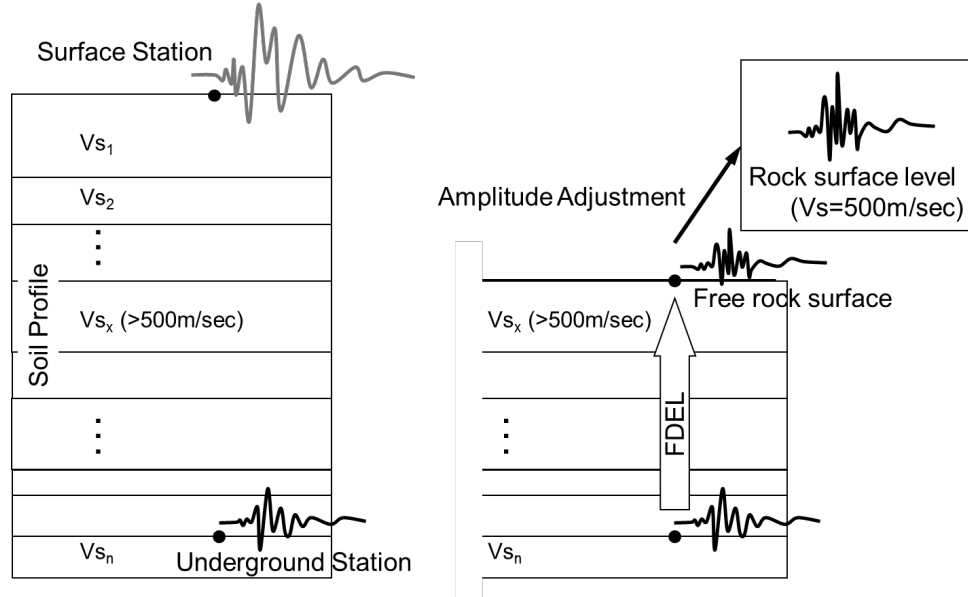 Surface Station
Vs1
Vs2
Soil Profile
Vsx (>500m/sec)
Underground Station
Vsn
Amplitude Adjustment
Rock surface level
(Vs=500m/sec)
Free rock surface
Vsx (>500m/sec)
FDEL
Vsn